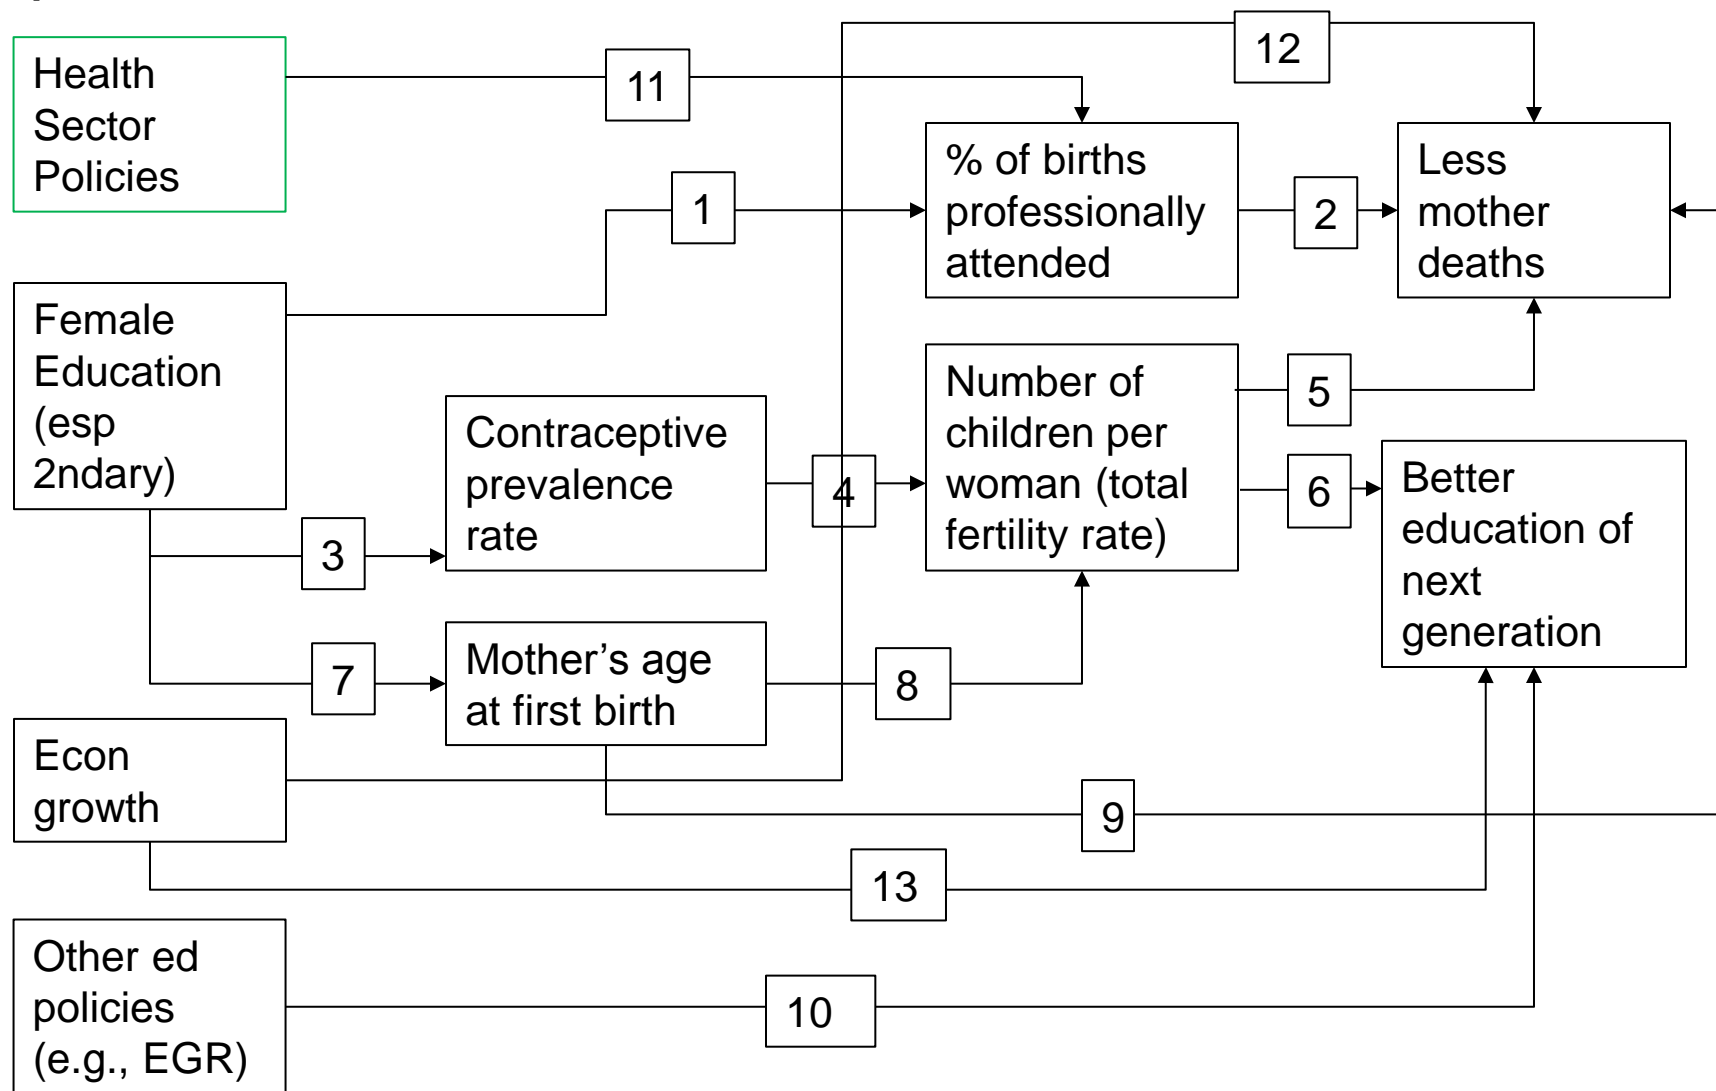 Health
Sector
Policies
11
12
% of births
professionally
attended
Less
mother
deaths
1
2
Female
Education
(esp
2ndary)
Contraceptive
prevalence
rate
Number of
children per
woman (total
fertility rate)
5
4
6
Better
education of
next
generation
3
7
Mother’s age
at first birth
8
Econ
growth
9
13
Other ed
policies
(e.g., EGR)
10